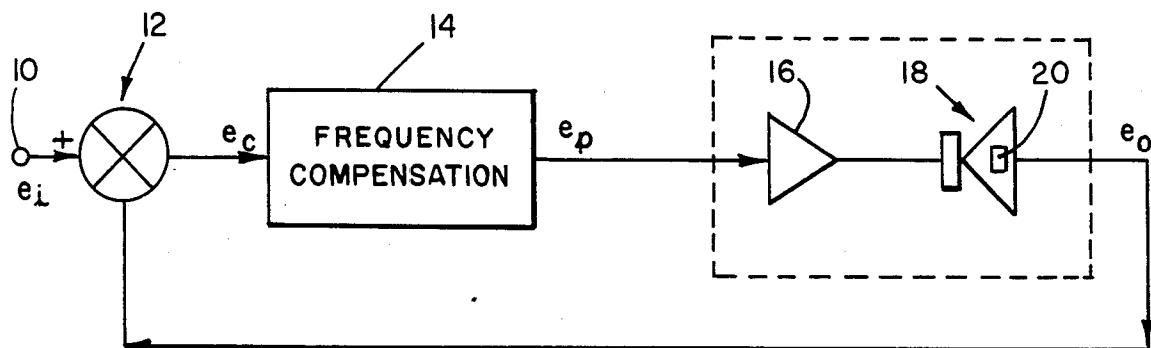 12
14
10
16
18
20
+
e_c
FREQUENCY
COMPENSATION
e_p
e_o
e_i